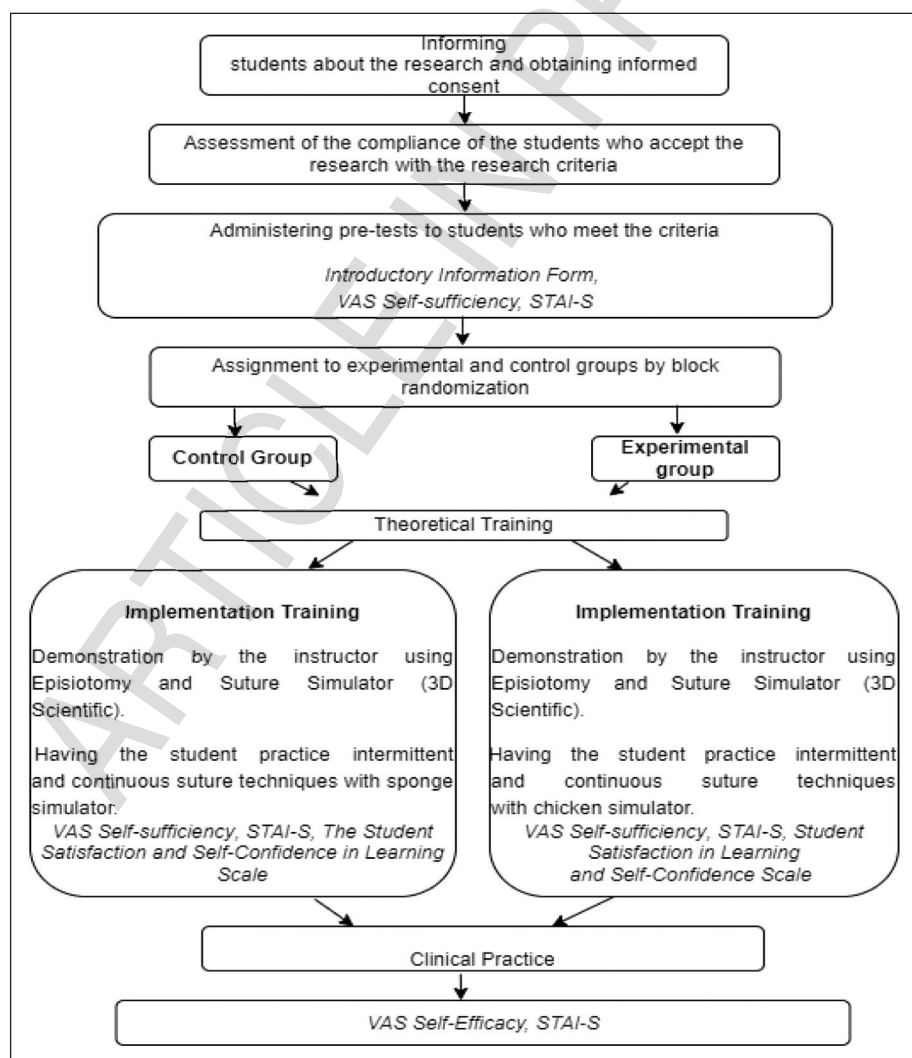 Informing
students about the research and obtaining informed
consent
Assessment of the compliance of the students who accept the
research with the research criteria
Administering pre-tests to students who meet the criteria
Introductory Information Form,
VAS Self-sufficiency, STAI-S
Assignment to experimental and control groups by block
randomization
Control Group
Experimental
group
Theoretical Training
Implementation Training
Demonstration by the instructor using
Episiotomy and Suture Simulator (3D
Scientific).
Having the student practice intermittent
and continuous suture techniques with sponge
simulator.
VAS Self-sufficiency, STAI-S, The Student
Satisfaction and Self-Confidence in Learning
Scale
Implementation Training
Demonstration by the instructor using
Episiotomy and Suture Simulator (3D
Scientific).
Having the student practice intermittent
and continuous suture techniques
with chicken simulator.
VAS Self-sufficiency, STAI-S, Student
Satisfaction in Learning
and Self-Confidence Scale
Clinical Practice
VAS Self-Efficacy, STAI-S
ARTICLE IN PR